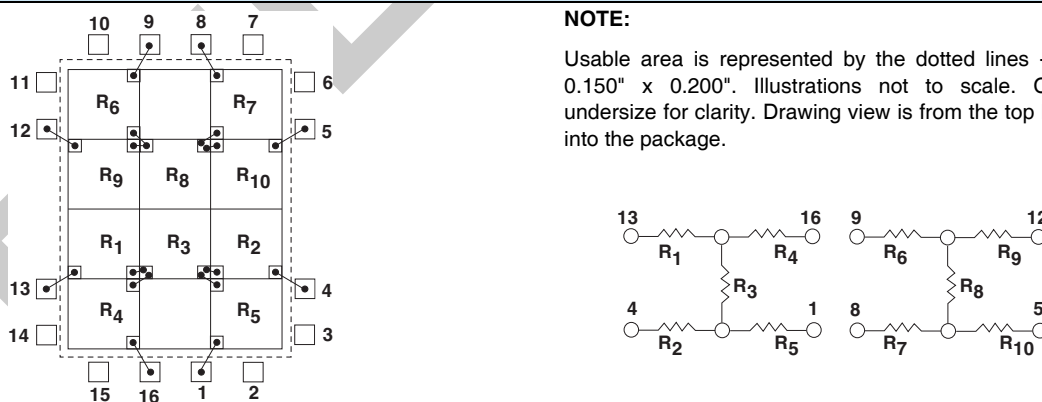 10 9 8 7
11 6
R6 R7
12 5
R9 R8 R10
R1 R3 R2
13 4
R4 R5
14 3
15 16 1 2
NOTE:
Usable area is represented by the dotted lines
0.150" x 0.200". Illustrations not to scale.
undersize for clarity. Drawing view is from the top
into the package.
13 16 9 12
R1 R4 R6 R9
R3 R8
4 1 8 5
R2 R5 R7 R10